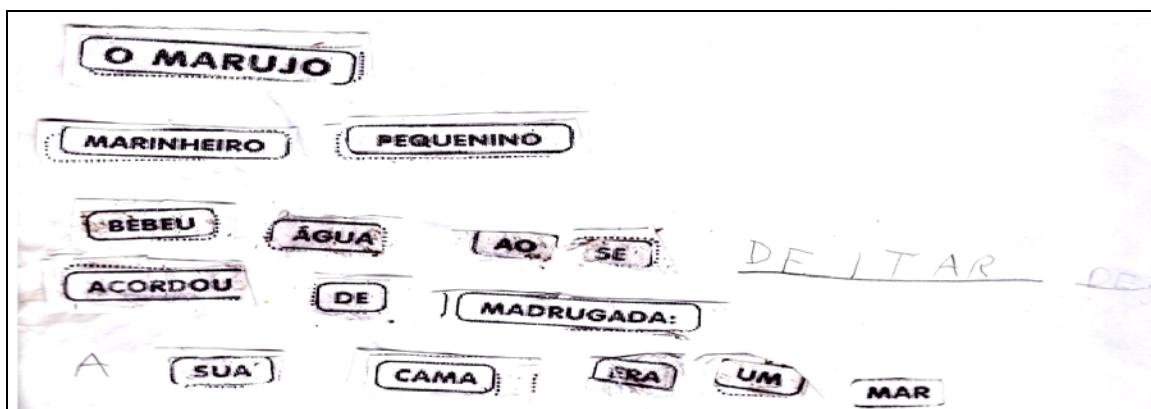 O MARUJO
MARINHEIRO PEQUENINO
BEBEU ÁGUA AO SE DEITAR
ACORDOU DE MADRUGADA:
A SUA CAMA ERA UM MAR